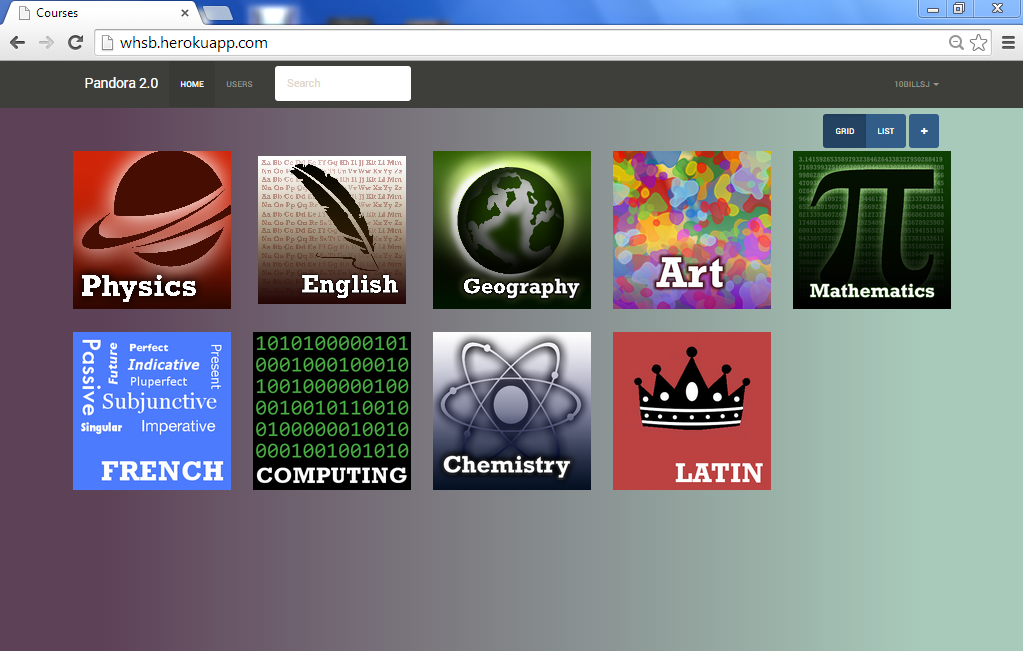 Courses
whsb.herokuapp.com
Pandora 2.0 HOME USERS Search 10BILLSJ
GRID LIST +
Physics
English
Geography
Art
Mathematics
Passive
Future
Perfect
Present
Indicative
Pluperfect
Subjunctive
Singular
Imperative
FRENCH
1010100000101
0001000100010
1001000000100
0010010110010
0100000010010
0001001001010
COMPUTING
Chemistry
LATIN